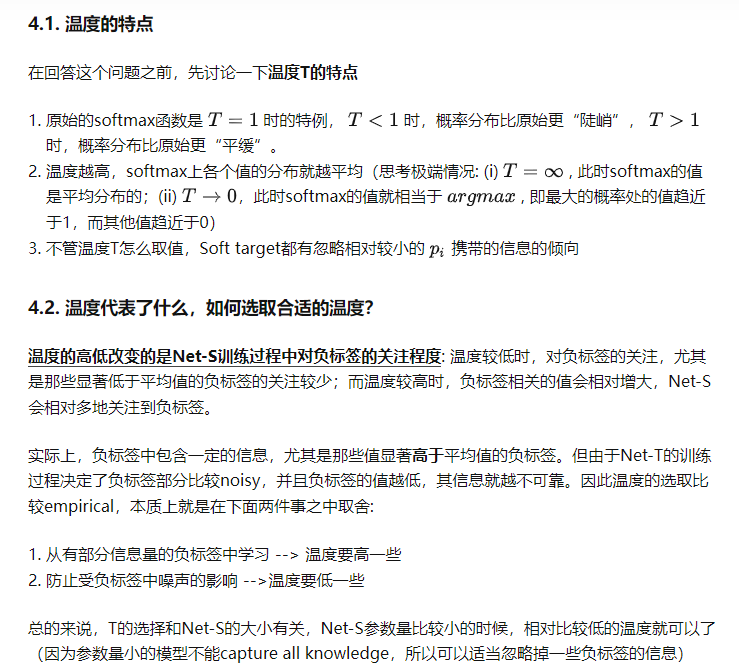 4.1. 温度的特点
在回答这个问题之前，先讨论一下温度T的特点
1. 原始的softmax函数是 T = 1 时的特例， T < 1 时，概率分布比原始更“陡峭”， T > 1
时，概率分布比原始更“平缓”。
2. 温度越高，softmax上各个值的分布就越平均（思考极端情况: (i) T = ∞ , 此时softmax的值
是平均分布的；(ii) T → 0，此时softmax的值就相当于 argmax , 即最大的概率处的值趋近
于1，而其他值趋近于0）
3. 不管温度T怎么取值，Soft target都有忽略相对较小的 pᵢ 携带的信息的倾向
4.2. 温度代表了什么，如何选取合适的温度？
温度的高低改变的是Net-S训练过程中对负标签的关注程度: 温度较低时，对负标签的关注，尤其
是那些显著低于平均值的负标签的关注较少；而温度较高时，负标签相关的值会相对增大，Net-S
会相对多地关注到负标签。
实际上，负标签中包含一定的信息，尤其是那些值显著高于平均值的负标签。但由于Net-T的训练
过程决定了负标签部分比较noisy，并且负标签的值越低，其信息就越不可靠。因此温度的选取比
较empirical，本质上就是在下面两件事之中取舍:
1. 从有部分信息量的负标签中学习 --> 温度要高一些
2. 防止受负标签中噪声的影响 -->温度要低一些
总的来说，T的选择和Net-S的大小有关，Net-S参数量比较小的时候，相对比较低的温度就可以了
（因为参数量小的模型不能capture all knowledge，所以可以适当忽略掉一些负标签的信息）